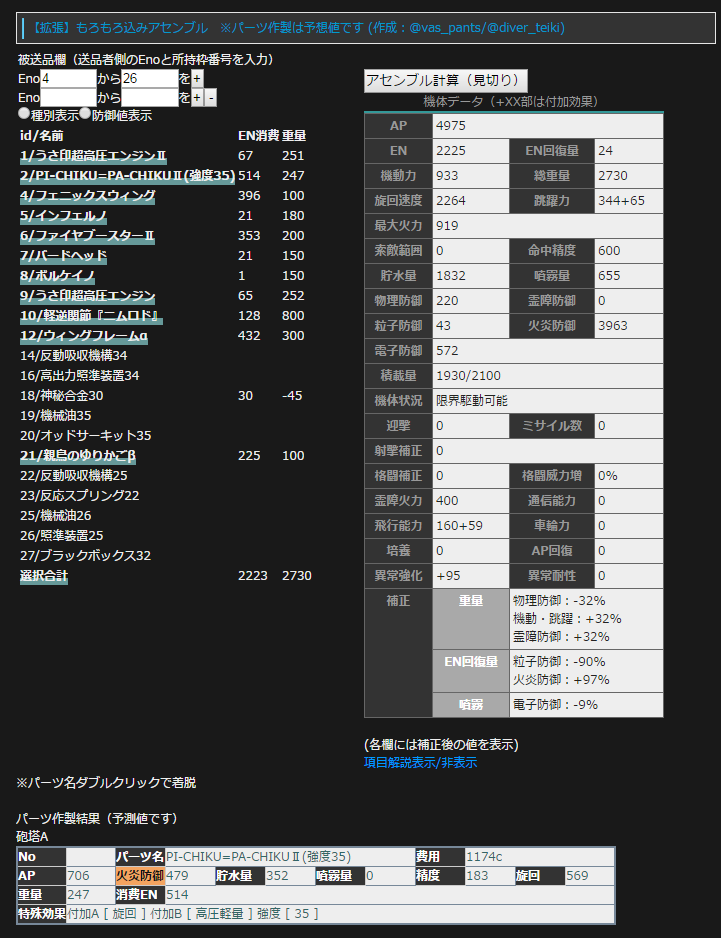 【拡張】もろもろ込みアセンブル　※パーツ作製は予想値です (作成：@vas_pants/@diver_teiki)
被送品欄（送品者側のEnoと所持枠番号を入力）
Eno4から26を+
Enoから を+-
種別表示 防御値表示
id/名前 EN消費 重量
1/うさ印超高圧エンジンⅡ 67 251
2/PI-CHIKU=PA-CHIKUⅡ(強度35) 514 247
4/フェニックスウィング 396 100
5/インフェルノ 21 180
6/ファイヤブースターⅡ 353 200
7/バードヘッド 21 150
8/ボルケイノ 1 150
9/うさ印超高圧エンジン 65 252
10/軽逆関節『ニムロド』 128 800
12/ウィングフレームα 432 300
14/反動吸収機構34
16/高出力照準装置34
18/神秘合金30 30 -45
19/機械油35
20/オッドサーキット35
21/親鳥のゆりかごβ 225 100
22/反動吸収機構25
23/反応スプリング22
25/機械油26
26/照準装置25
27/ブラックボックス32
選択合計 2223 2730
アセンブル計算（見切り）
機体データ（+XX部は付加効果）
AP 4975
EN 2225 EN回復量 24
機動力 933 総重量 2730
旋回速度 2264 跳躍力 344+65
最大火力 919
索敵範囲 0 命中精度 600
貯水量 1832 噴霧量 655
物理防御 220 霊障防御 0
粒子防御 43 火炎防御 3963
電子防御 572
積載量 1930/2100
機体状況 限界駆動可能
迎撃 0 ミサイル数 0
射撃補正 0
格闘補正 0 格闘威力増 0%
霊障火力 400 通信能力 0
飛行能力 160+59 車輪力 0
培養 0 AP回復 0
異常強化 +95 異常耐性 0
補正 重量 物理防御：-32%
機動・跳躍：+32%
霊障防御：+32%
EN回復量 粒子防御：-90%
火炎防御：+97%
噴霧 電子防御：-9%
(各欄には補正後の値を表示)
項目解説表示/非表示
※パーツ名ダブルクリックで着脱
パーツ作製結果（予測値です）
砲塔A
No パーツ名 PI-CHIKU=PA-CHIKUⅡ(強度35) 費用 1174c
AP 706 火炎防御 479 貯水量 352 噴霧量 0 精度 183 旋回 569
重量 247 消費EN 514
特殊効果 付加A [ 旋回 ] 付加B [ 高圧軽量 ] 強度 [ 35 ]